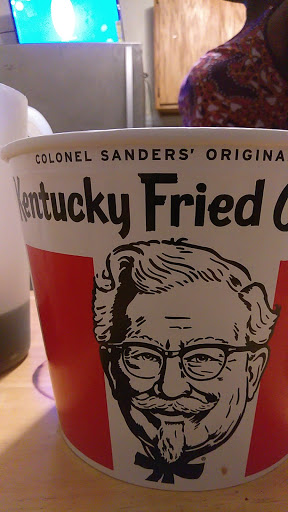 COLONEL SANDERS' ORIGINA
Kentucky Fried C